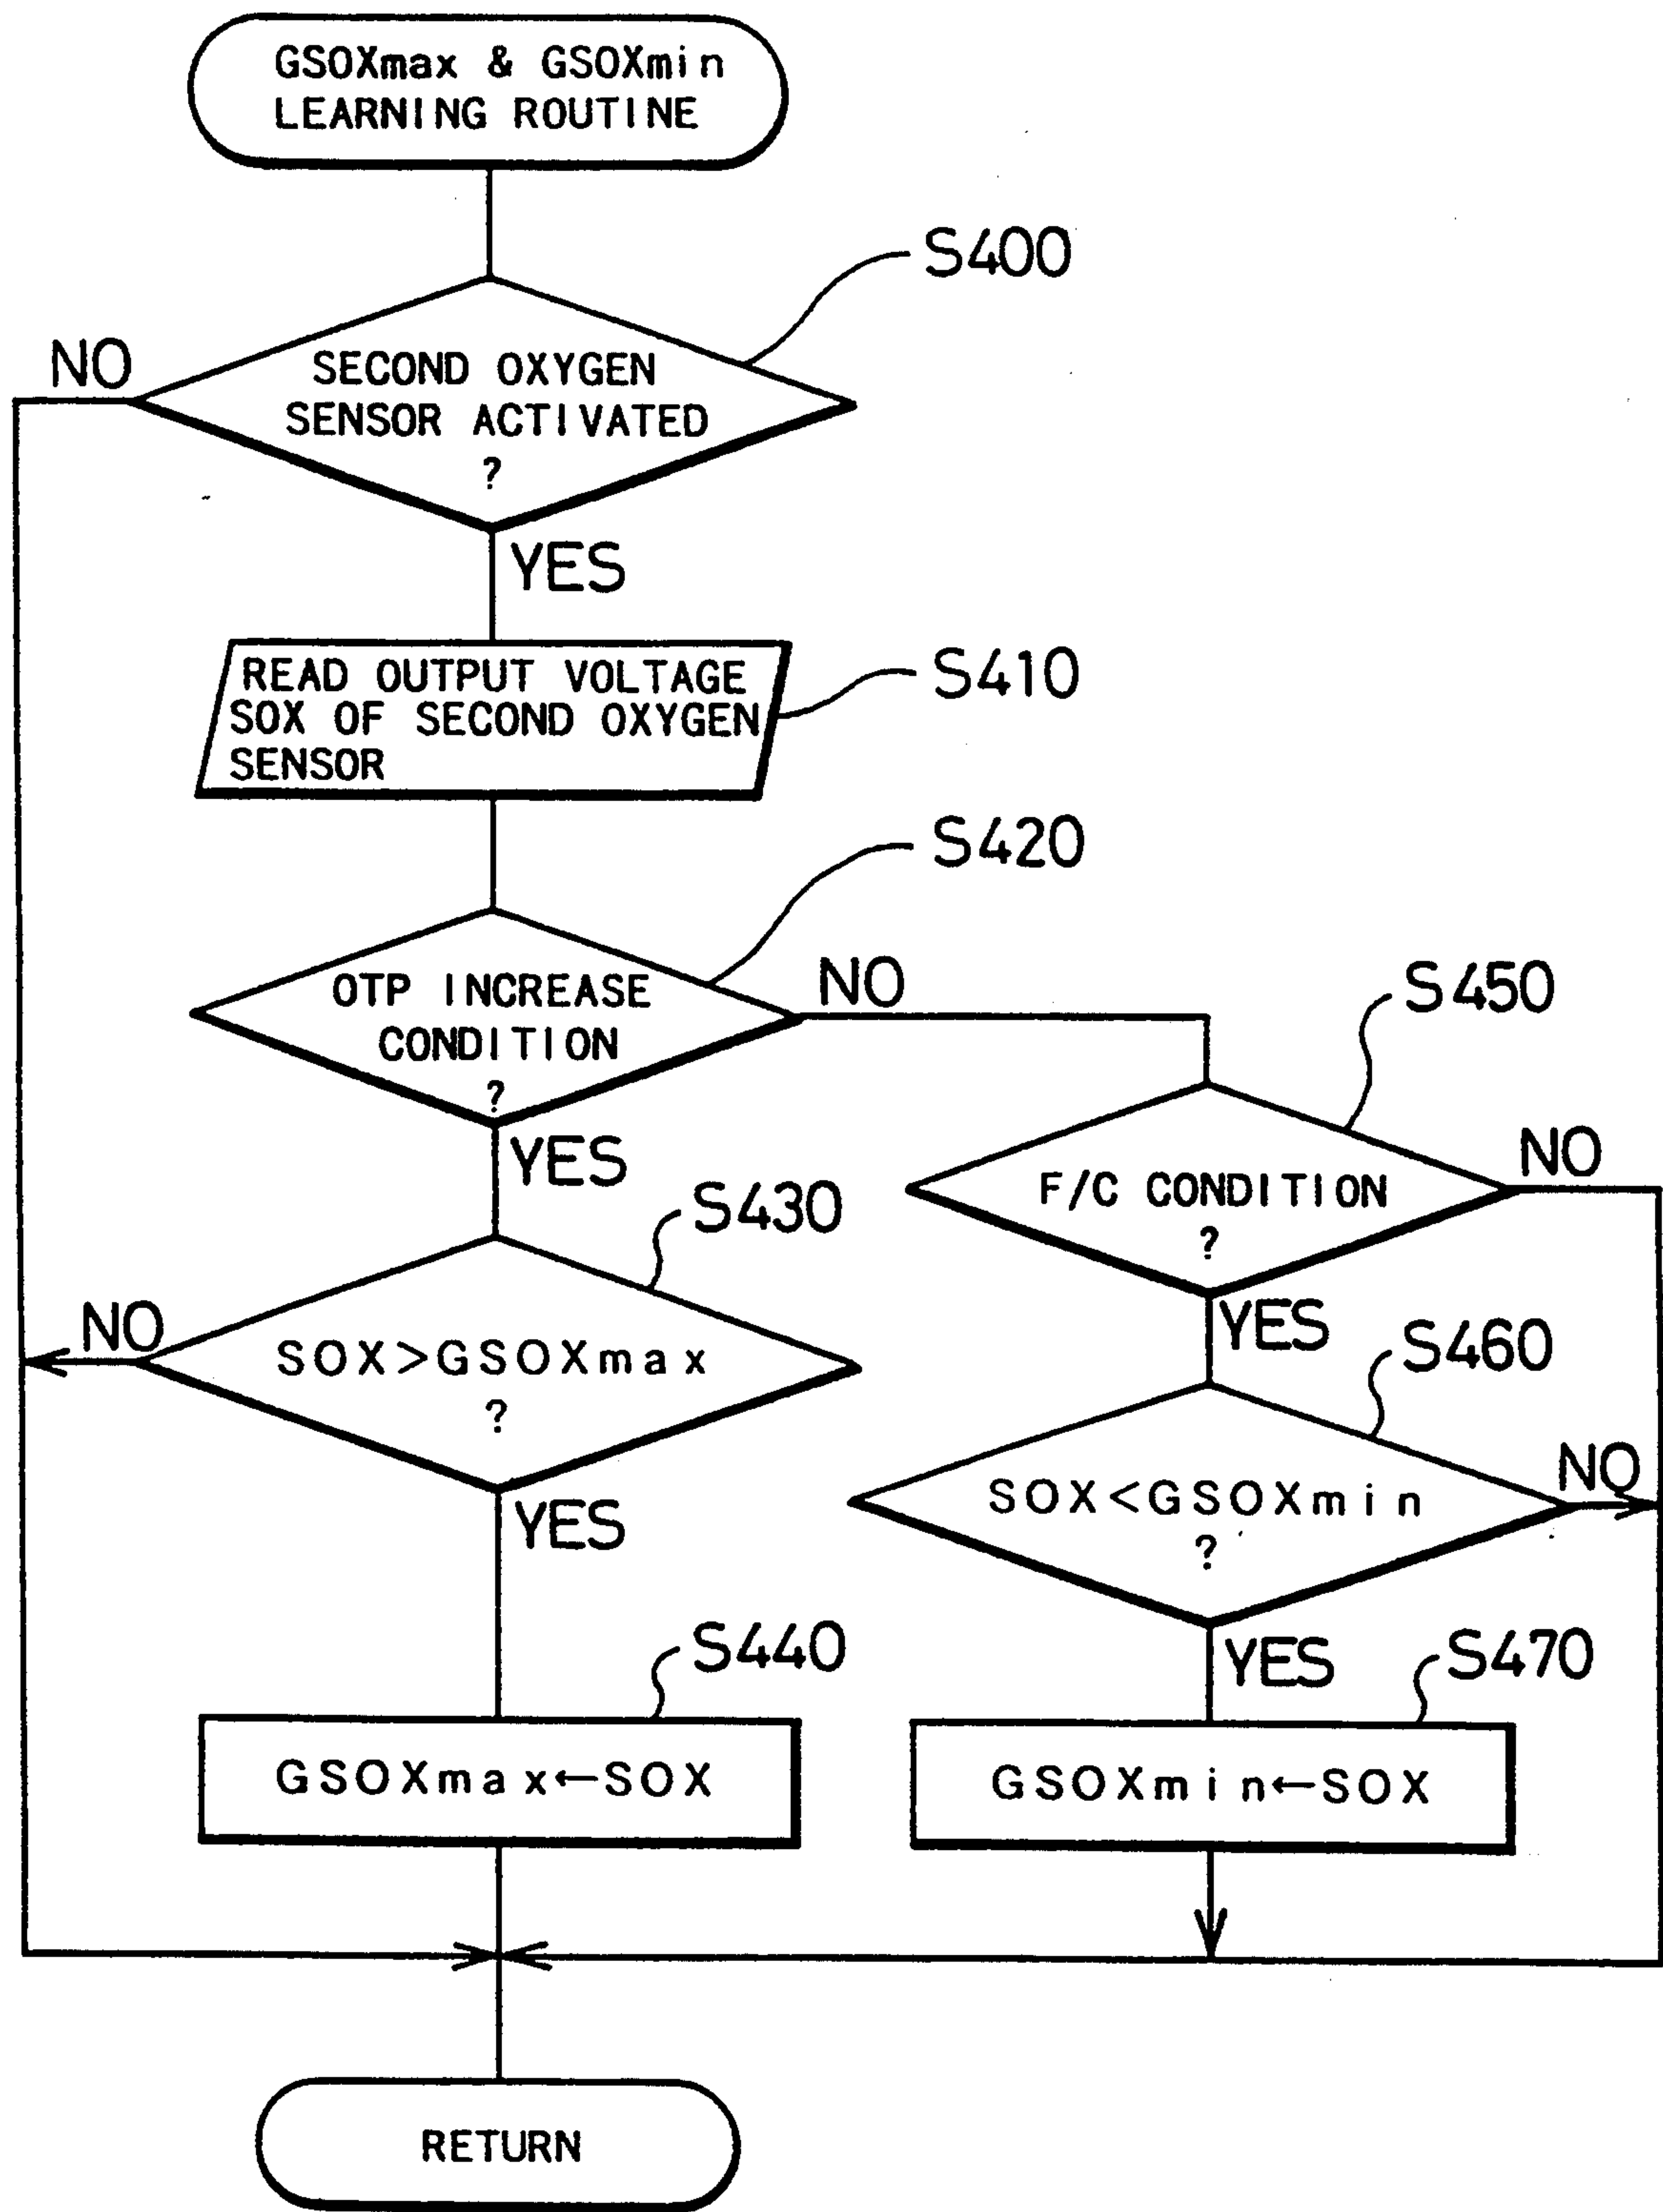 GSOXmax & GSOXmin
LEARNING ROUTINE
S400
NO
SECOND OXYGEN
SENSOR ACTIVATED
?
YES
READ OUTPUT VOLTAGE
SOX OF SECOND OXYGEN
SENSOR
S410
S420
OTP INCREASE
CONDITION
?
NO
YES
S450
F/C CONDITION
?
NO
YES
S430
NO
SOX>GSOXmax
?
YES
S460
SOX<GSOXmin
?
NO
YES
S440
GSOXmax←SOX
S470
GSOXmin←SOX
RETURN